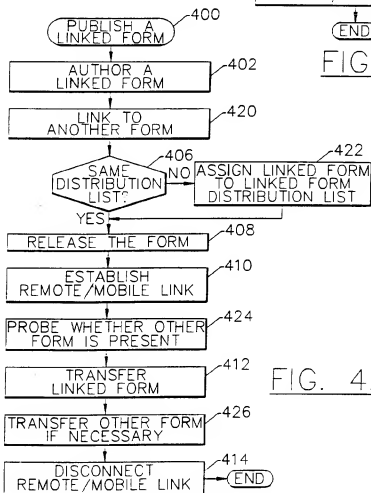 PUBLISH A
LINKED FORM
400
END
FIG.
AUTHOR A
LINKED FORM
402
LINK TO
ANOTHER FORM
420
SAME
DISTRIBUTION
LIST?
406
NO
YES
ASSIGN LINKED FORM
TO LINKED FORM
DISTRIBUTION LIST
422
RELEASE THE FORM
408
ESTABLISH
REMOTE/MOBILE LINK
410
PROBE WHETHER OTHER
FORM IS PRESENT
424
TRANSFER
LINKED FORM
412
FIG. 4
TRANSFER OTHER FORM
IF NECESSARY
426
DISCONNECT
REMOTE/MOBILE LINK
414
END